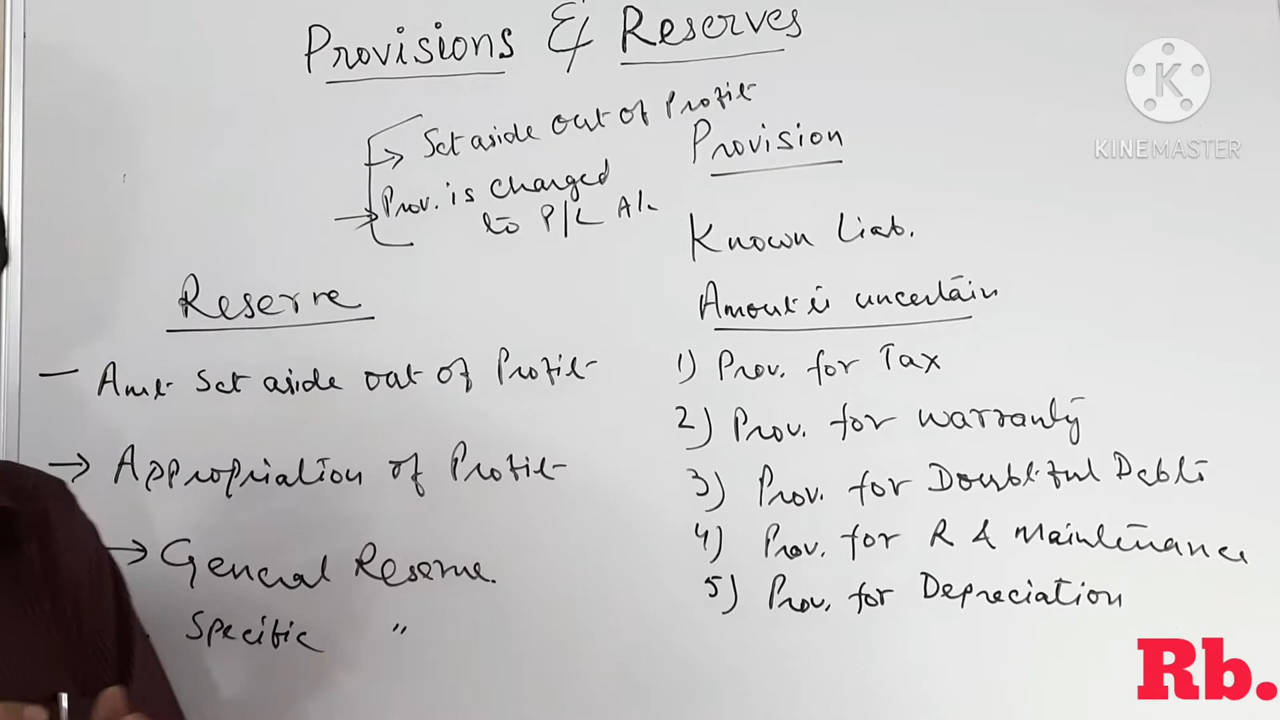 Provisions & Reserves
Set aside out of Profit
Prov. is charged
to P/L A/c
Provision
Known Liab.
Amout is uncertain
1) Prov. for Tax
2) Prov. for warranty
3) Prov. for Doubtful Debts
4) Prov. for R & Maintenance
5) Prov. for Depreciation
Reserve
— Amt Set aside out of Profit
→ Appropriation of Profit
→ General Reserve.
Specific "
K
KINEMASTER
Rb.